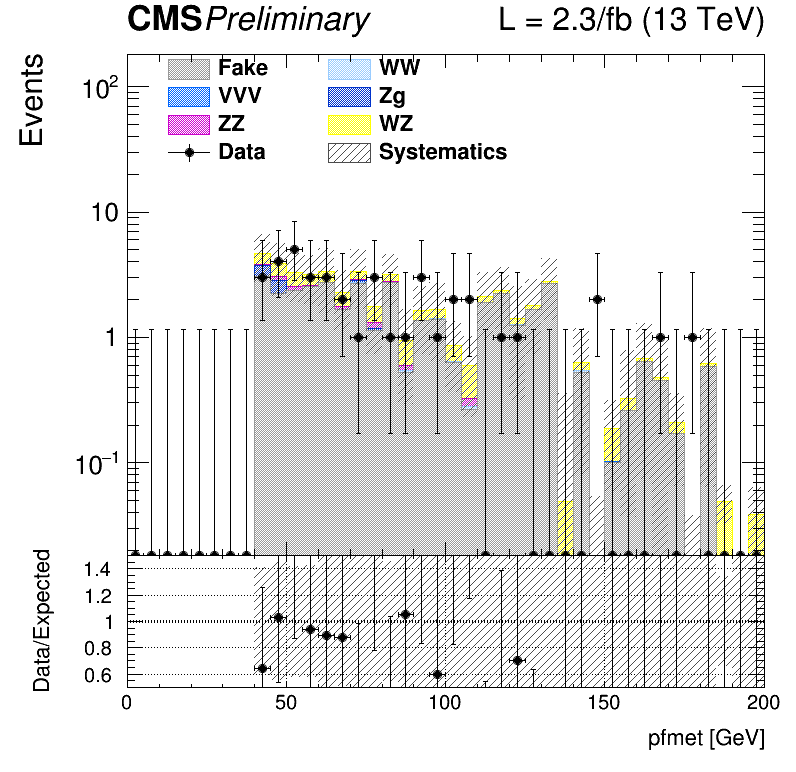 CMS Preliminary L = 2.3/fb (13 TeV)
Events
10²
10
1
10⁻¹
Fake WW
VVV Zg
ZZ WZ
Data Systematics
Data/Expected
1.4
1.2
1
0.8
0.6
0 50 100 150 200
pfmet [GeV]